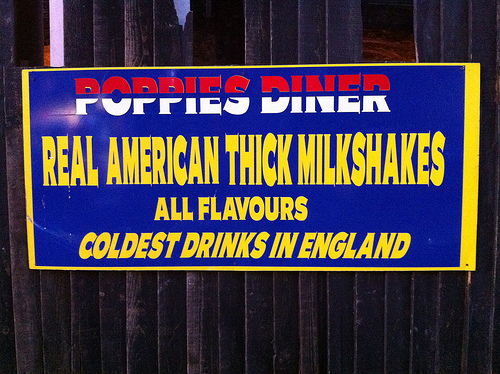 POPPIES DINER
REAL AMERICAN THICK MILKSHAKES
ALL FLAVOURS
COLDEST DRINKS IN ENGLAND